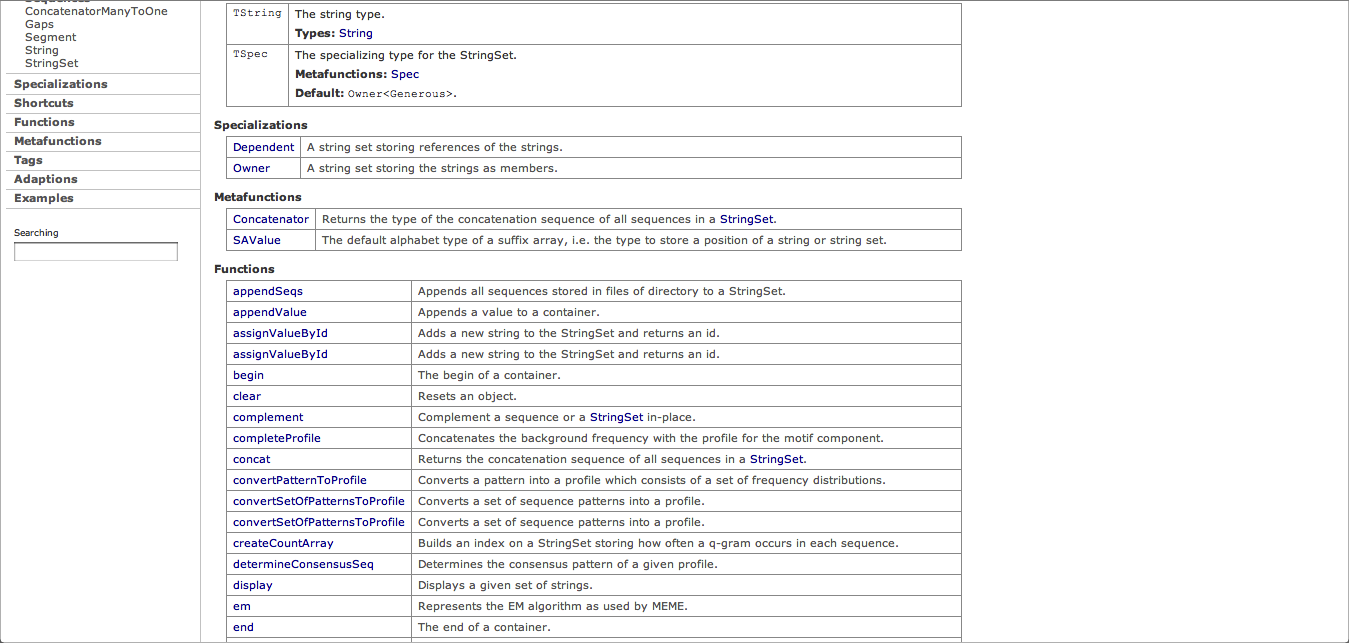 Sequences
ConcatenatorManyToOne
Gaps
Segment
String
StringSet
Specializations
Shortcuts
Functions
Metafunctions
Tags
Adaptions
Examples
Searching
TString The string type.
Types: String
TSpec The specializing type for the StringSet.
Metafunctions: Spec
Default: Owner<Generous>.
Specializations
Dependent A string set storing references of the strings.
Owner A string set storing the strings as members.
Metafunctions
Concatenator Returns the type of the concatenation sequence of all sequences in a StringSet.
SAValue The default alphabet type of a suffix array, i.e. the type to store a position of a string or string set.
Functions
appendSeqs Appends all sequences stored in files of directory to a StringSet.
appendValue Appends a value to a container.
assignValueById Adds a new string to the StringSet and returns an id.
assignValueById Adds a new string to the StringSet and returns an id.
begin The begin of a container.
clear Resets an object.
complement Complement a sequence or a StringSet in-place.
completeProfile Concatenates the background frequency with the profile for the motif component.
concat Returns the concatenation sequence of all sequences in a StringSet.
convertPatternToProfile Converts a pattern into a profile which consists of a set of frequency distributions.
convertSetOfPatternsToProfile Converts a set of sequence patterns into a profile.
convertSetOfPatternsToProfile Converts a set of sequence patterns into a profile.
createCountArray Builds an index on a StringSet storing how often a q-gram occurs in each sequence.
determineConsensusSeq Determines the consensus pattern of a given profile.
display Displays a given set of strings.
em Represents the EM algorithm as used by MEME.
end The end of a container.